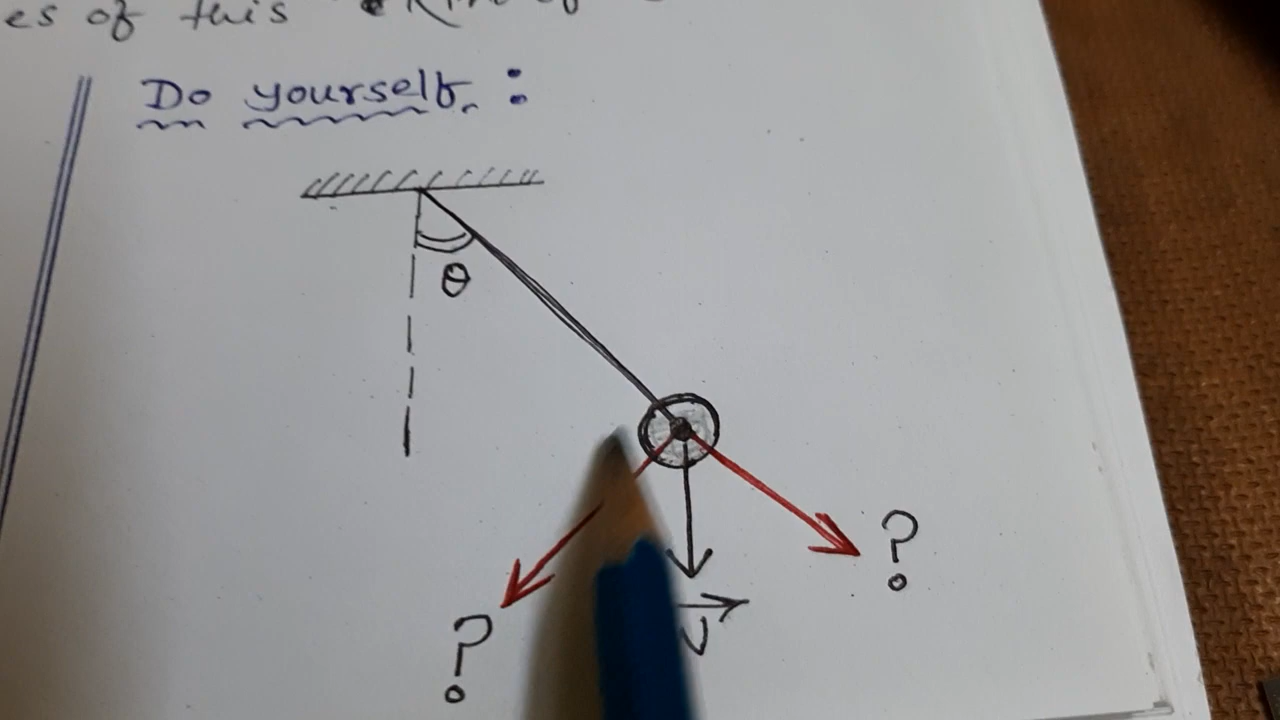 es of this
Do yourself :
θ
?
?